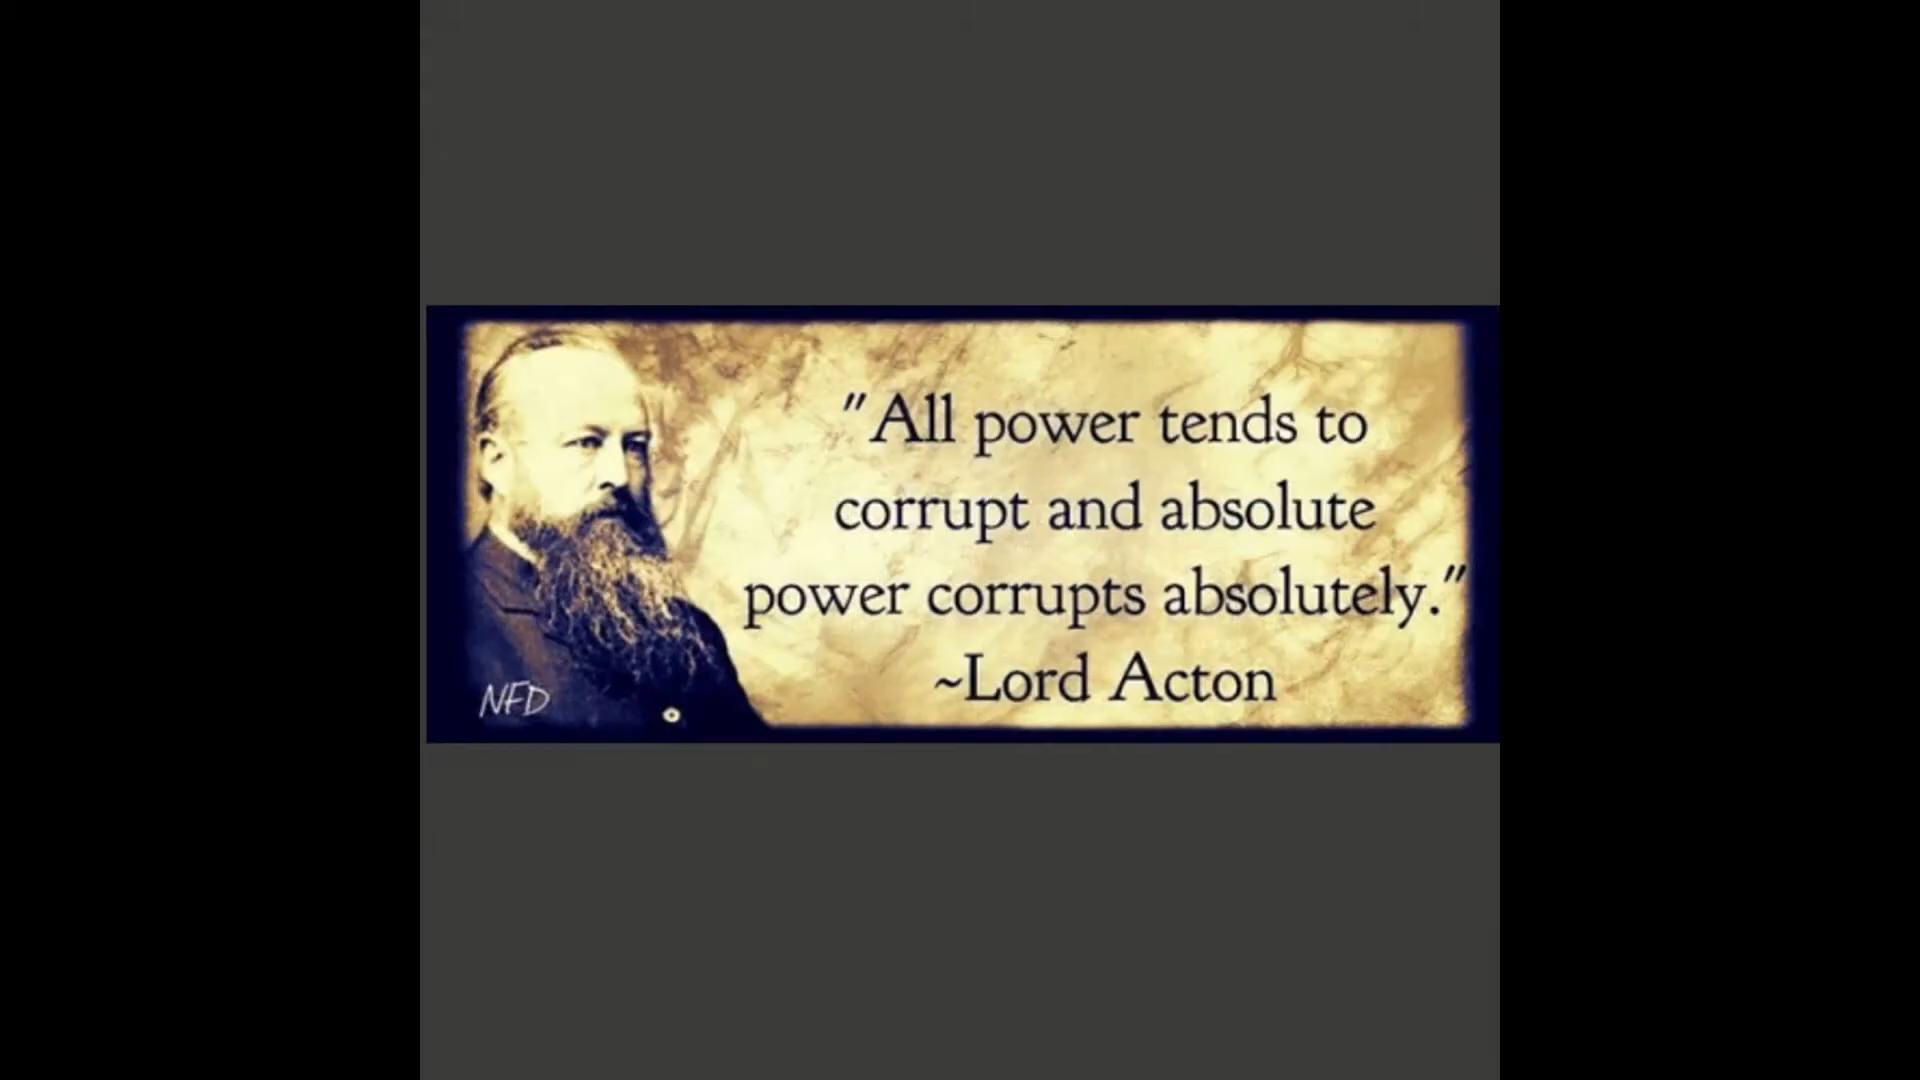 "All power tends to
corrupt and absolute
power corrupts absolutely."
~Lord Acton
NFD